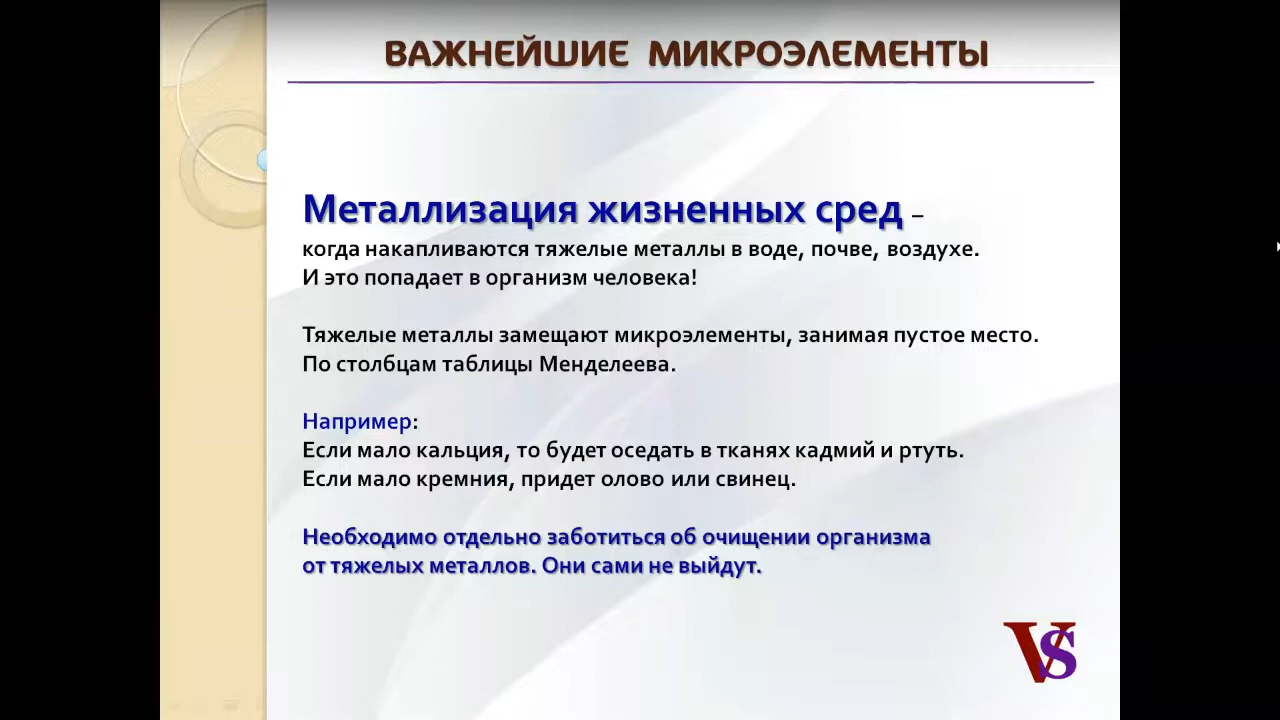 ВАЖНЕЙШИЕ МИКРОЭЛЕМЕНТЫ
Металлизация жизненных сред –
когда накапливаются тяжелые металлы в воде, почве, воздухе.
И это попадает в организм человека!
Тяжелые металлы замещают микроэлементы, занимая пустое место.
По столбцам таблицы Менделеева.
Например:
Если мало кальция, то будет оседать в тканях кадмий и ртуть.
Если мало кремния, придет олово или свинец.
Необходимо отдельно заботиться об очищении организма
от тяжелых металлов. Они сами не выйдут.
VS